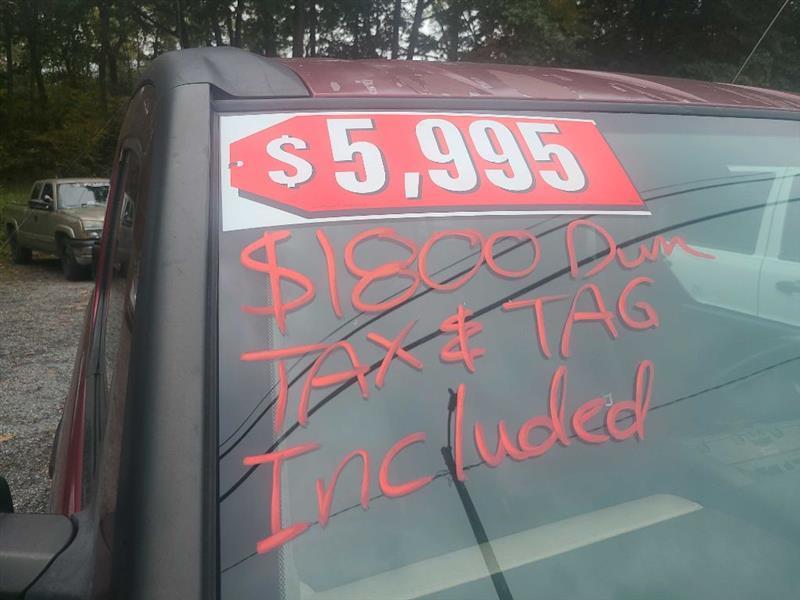 $5,995
$1800 Dwn
TAX & TAG
Included